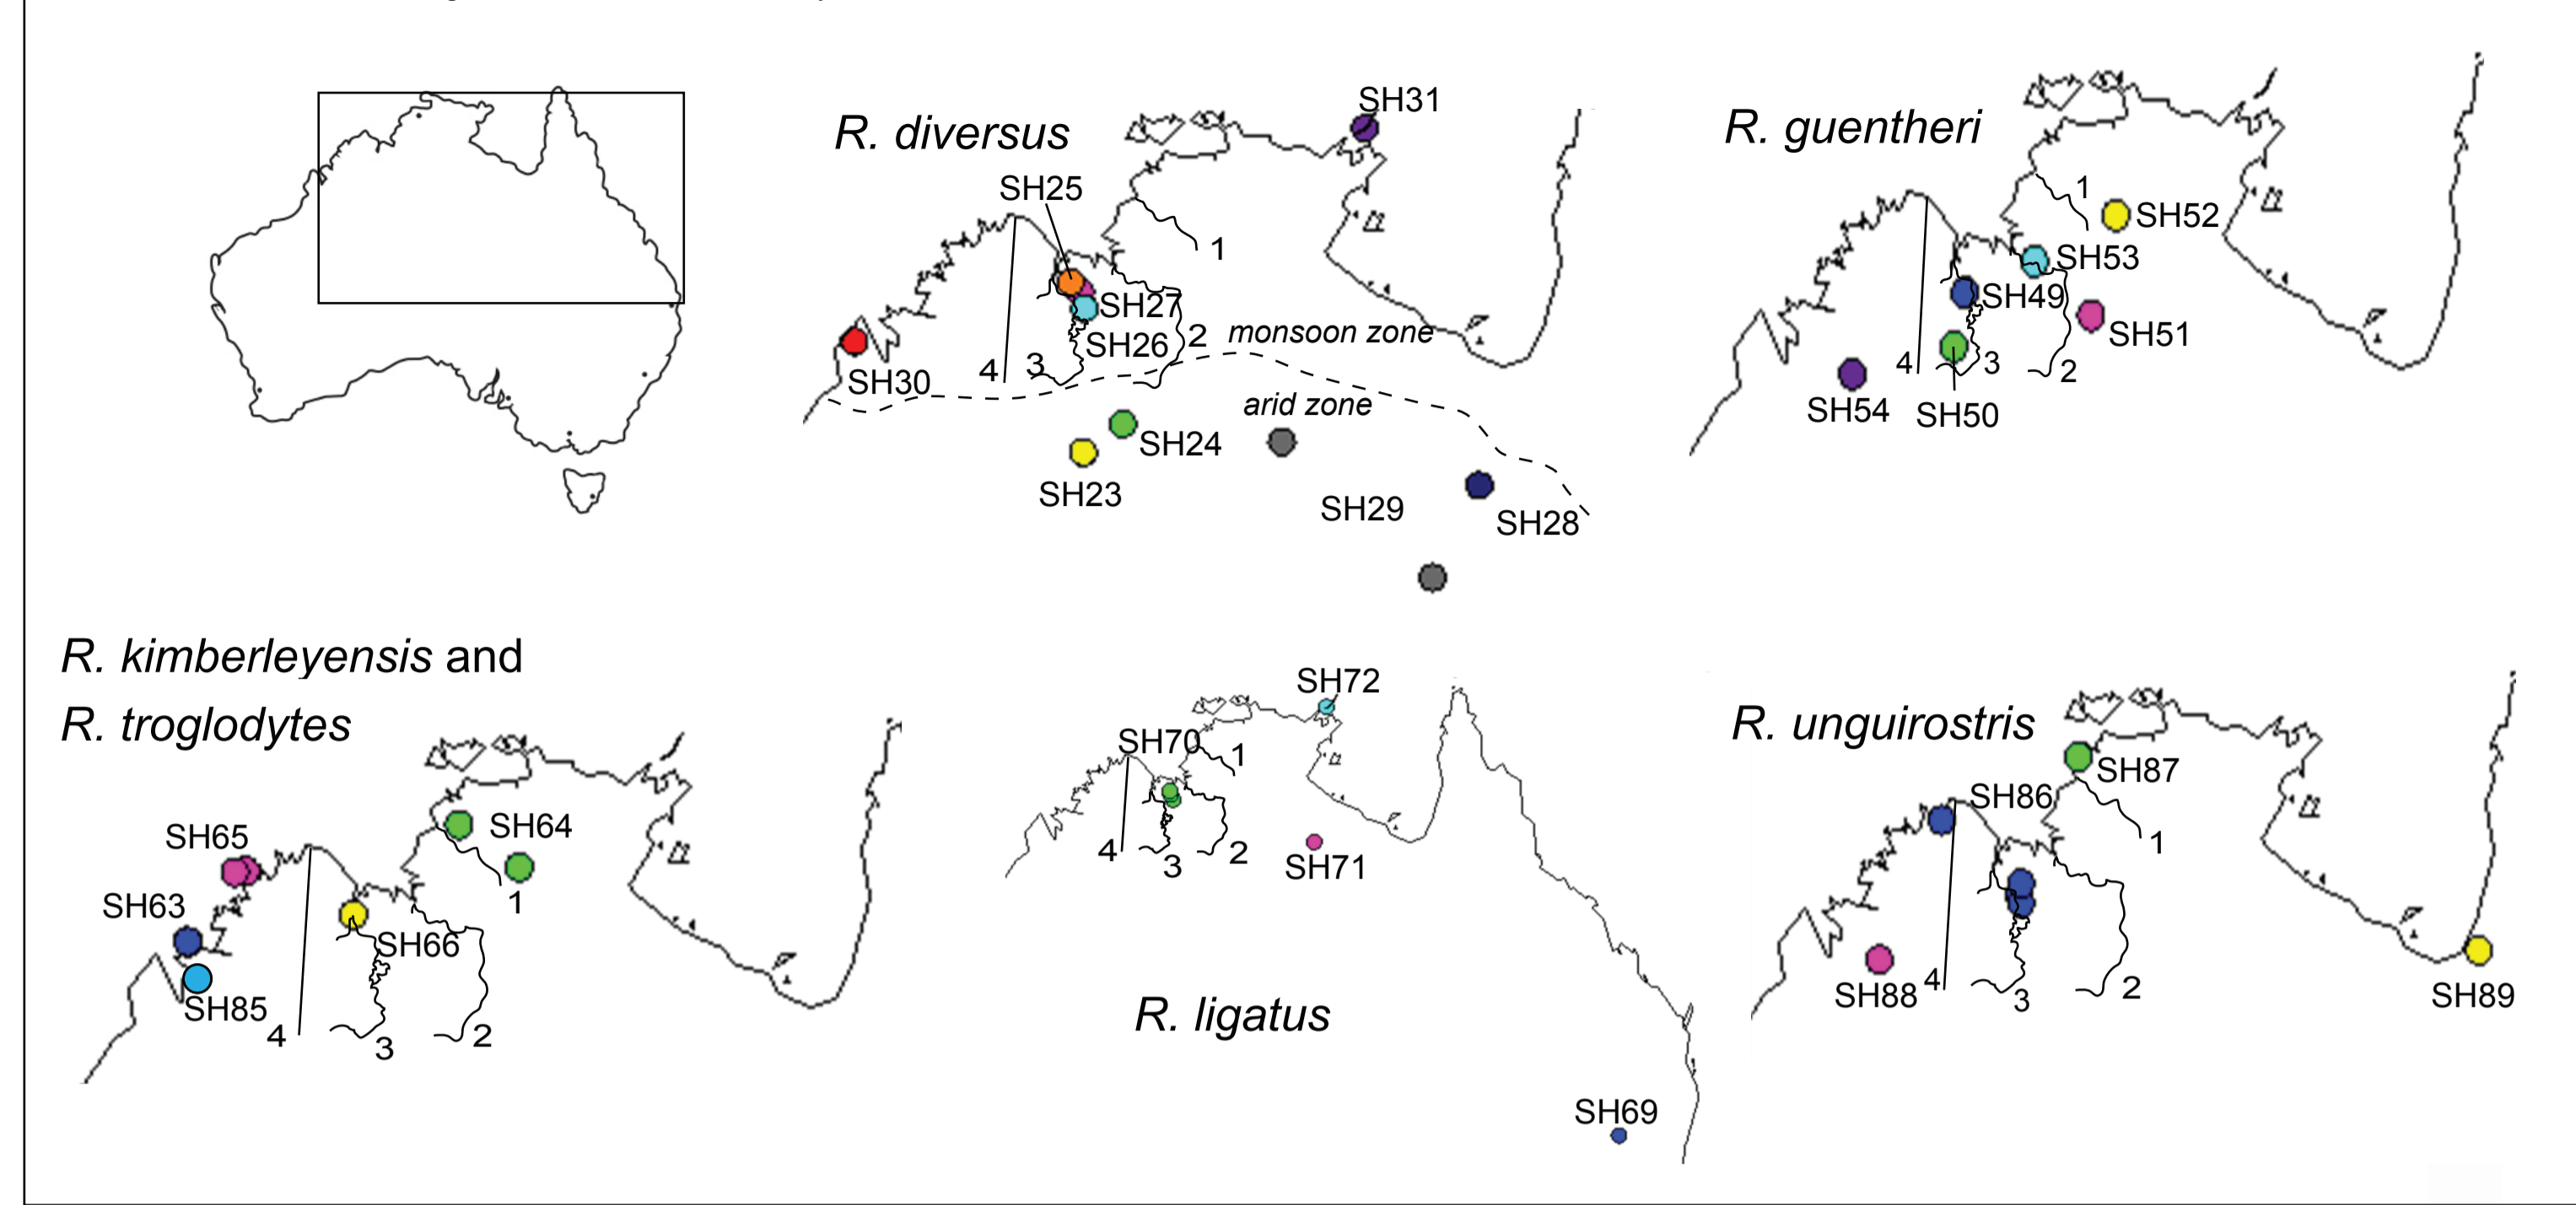 R. diversus
SH31
SH25
1
SH27
SH26
2
monsoon zone
4
3
SH30
arid zone
SH24
SH23
SH29
SH28
R. guentheri
1
SH52
SH53
SH49
SH51
4
3
2
SH54
SH50
R. kimberleyensis and
R. troglodytes
SH65
SH64
1
SH63
SH66
SH85
4
3
2
SH72
SH70
1
4
3
2
SH71
R. ligatus
SH69
R. unguirostris
SH87
SH86
1
SH88
4
3
2
SH89